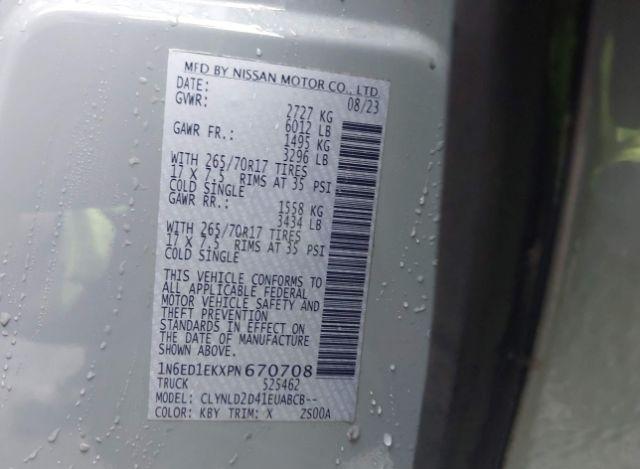 MFD BY NISSAN MOTOR CO., LTD
DATE: 08/23
GVWR: 2727 KG
6012 LB
GAWR FR.: 1495 KG
3296 LB
WITH 265/70R17 TIRES
17 X 7.5 RIMS AT 35 PSI
COLD SINGLE
GAWR RR.: 1558 KG
3434 LB
WITH 265/70R17 TIRES
17 X 7.5 RIMS AT 35 PSI
COLD SINGLE
THIS VEHICLE CONFORMS TO
ALL APPLICABLE FEDERAL
MOTOR VEHICLE SAFETY AND
THEFT PREVENTION
STANDARDS IN EFFECT ON
THE DATE OF MANUFACTURE
SHOWN ABOVE.
1N6ED1EKXPN670708
TRUCK 525462
MODEL: CLYNLD2D4IEUABCB--
COLOR: KBY TRIM: X 2S00A